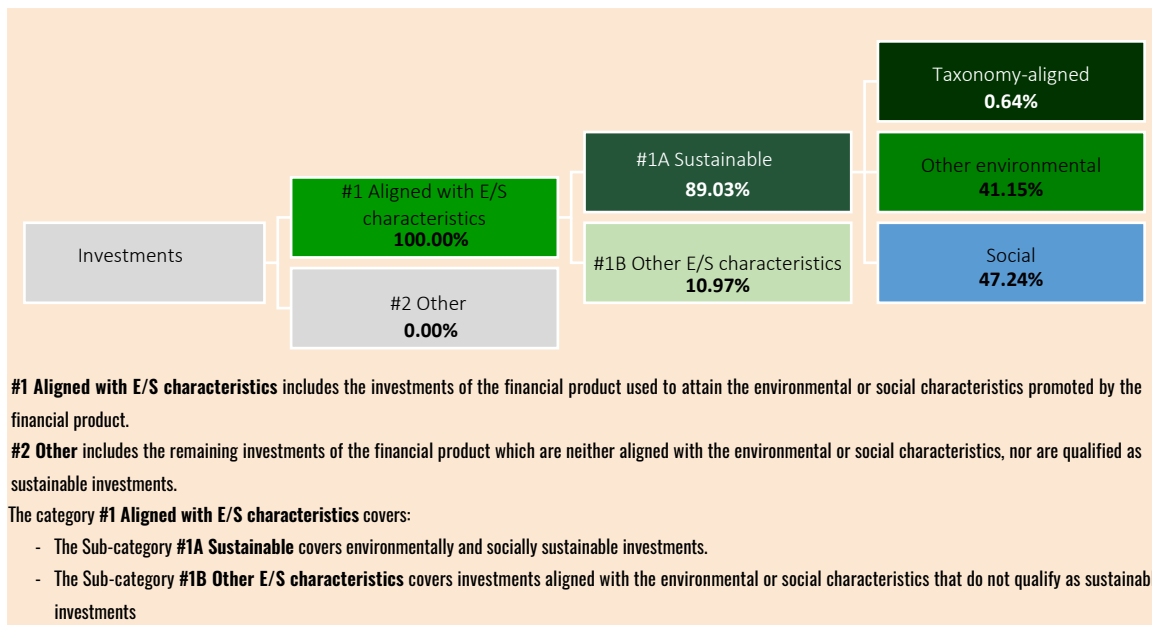 Taxonomy-aligned
0.64%
#1A Sustainable
89.03%
Other environmental
41.15%
#1 Aligned with E/S
characteristics
100.00%
Investments
#1B Other E/S characteristics
10.97%
Social
47.24%
#2 Other
0.00%
#1 Aligned with E/S characteristics includes the investments of the financial product used to attain the environmental or social characteristics promoted by the
financial product.
#2 Other includes the remaining investments of the financial product which are neither aligned with the environmental or social characteristics, nor are qualified as
sustainable investments.
The category #1 Aligned with E/S characteristics covers:
- The Sub-category #1A Sustainable covers environmentally and socially sustainable investments.
- The Sub-category #1B Other E/S characteristics covers investments aligned with the environmental or social characteristics that do not qualify as sustainabl
investments